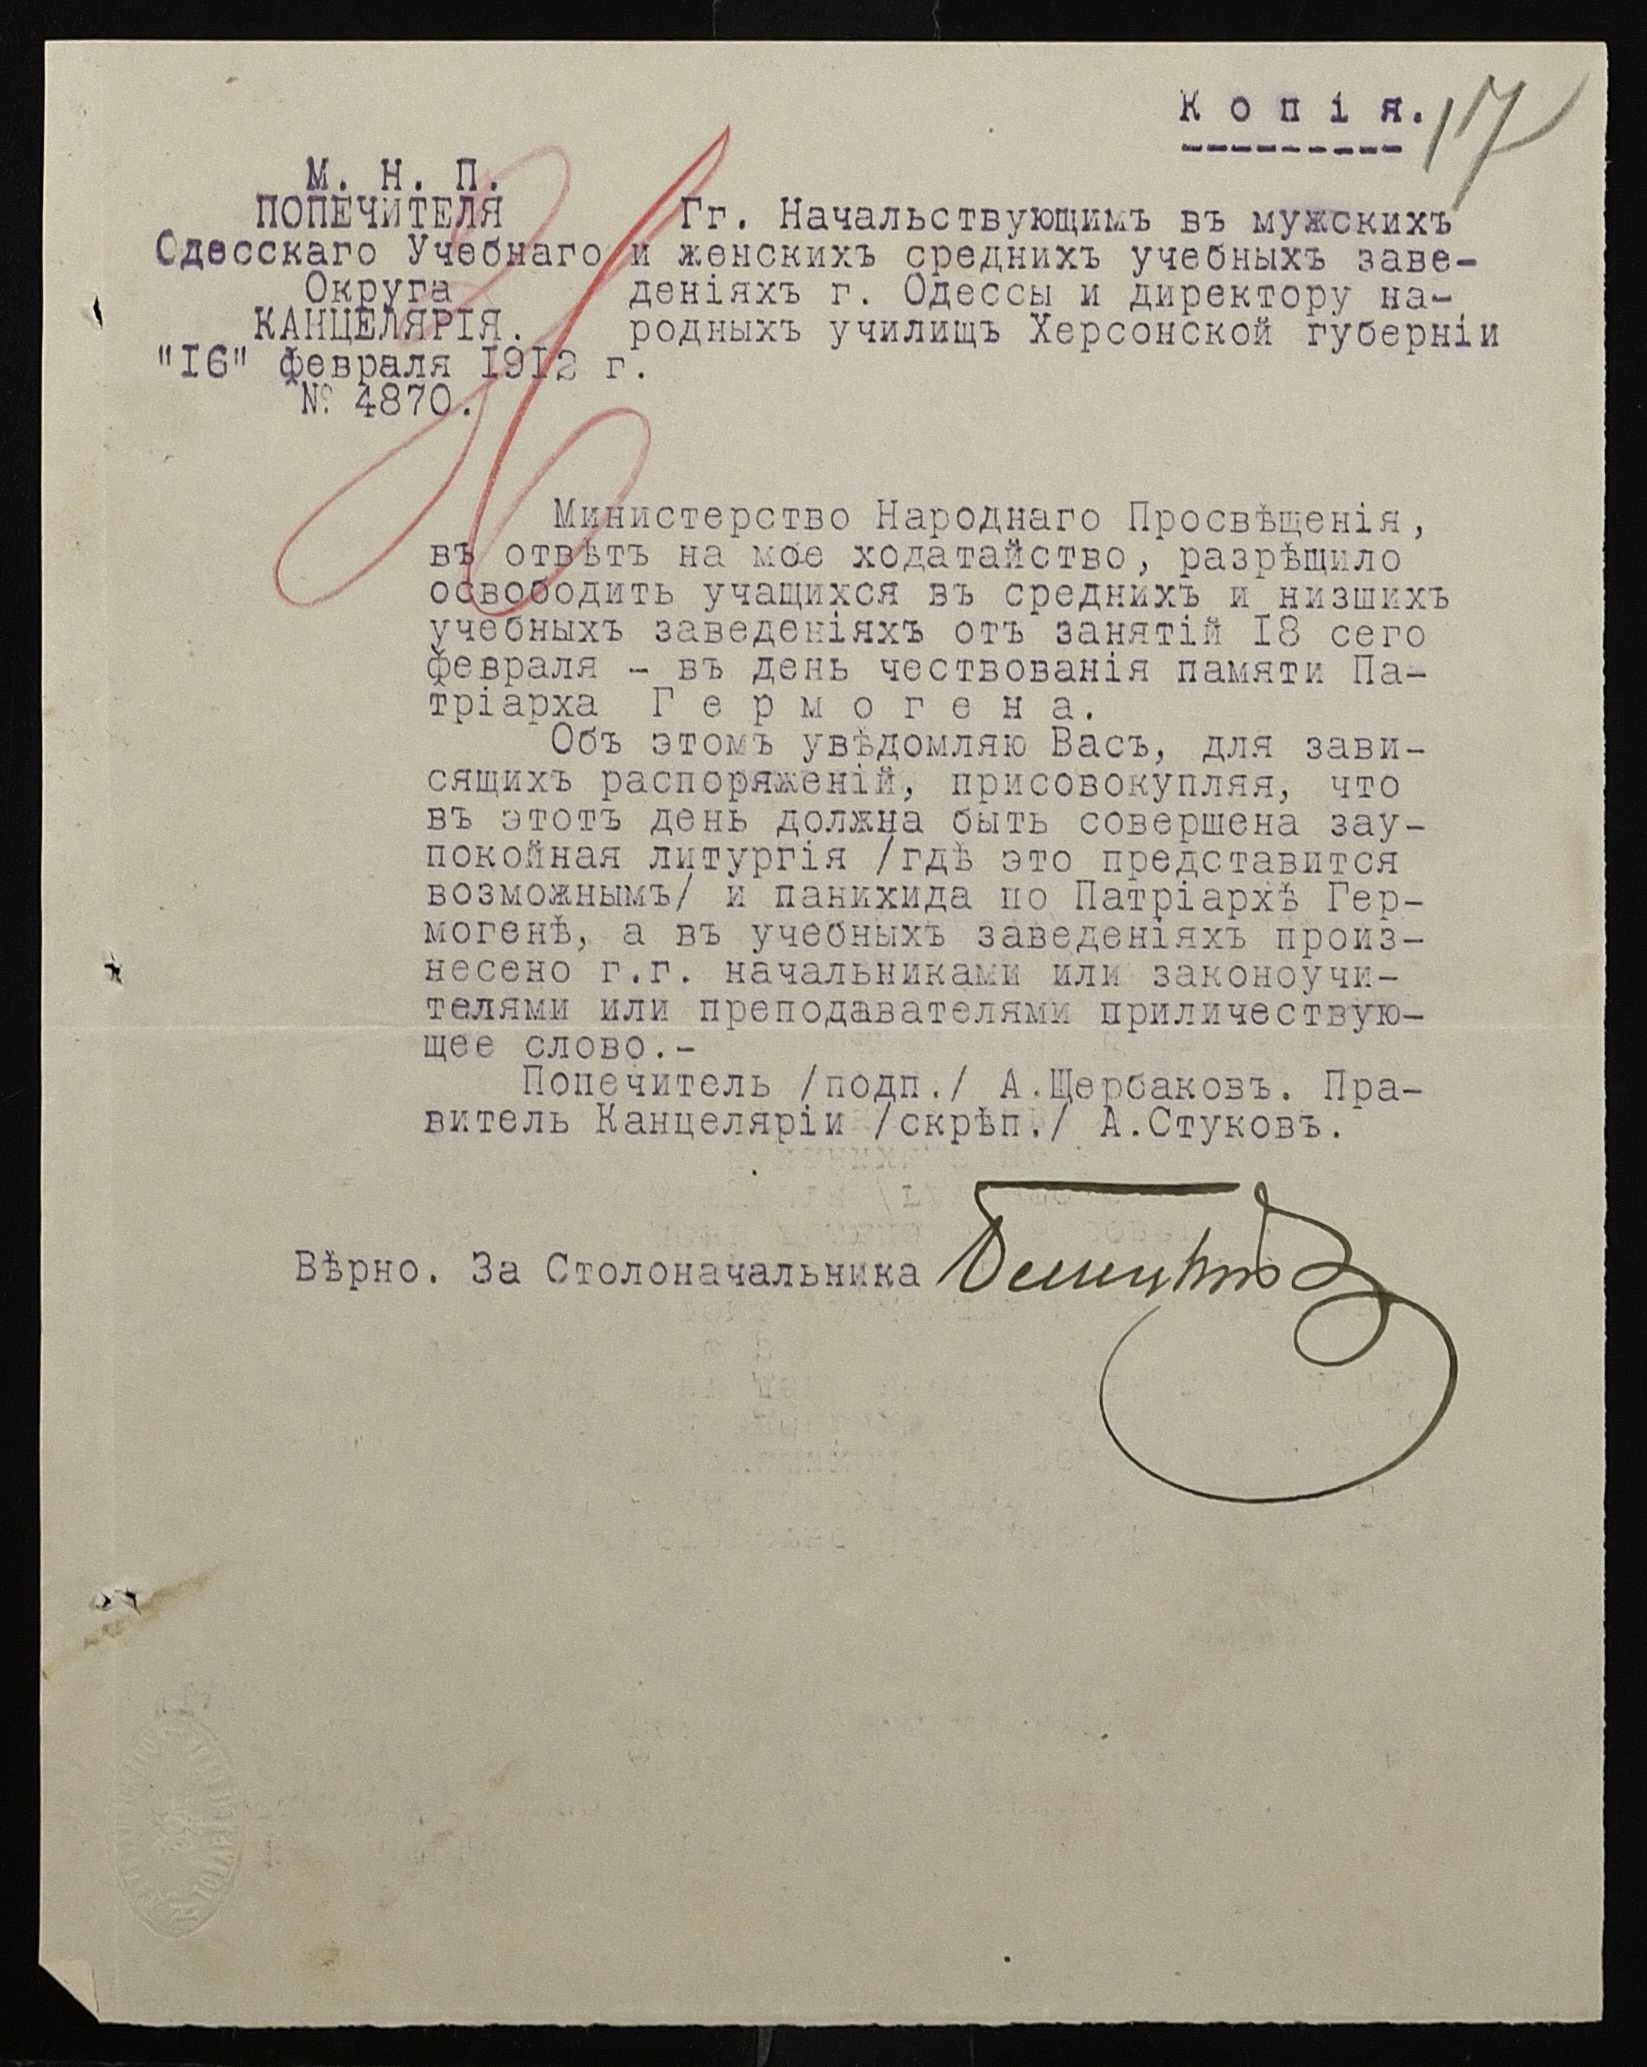 Копія.
17
М. Н. П.
ПОПЕЧИТЕЛЯ
Одесскаго Учебнаго
Округа
КАНЦЕЛЯРІЯ.
"I6" февраля I9I2 г.
№ 4870.
Гг. Начальствующимъ въ мужскихъ
и женскихъ среднихъ учебныхъ заве-
деніяхъ г. Одессы и директору на-
родныхъ училищъ Херсонской губерніи
Министерство Народнаго Просвѣщенія,
въ отвѣтъ на мое ходатайство, разрѣщило
освободить учащихся въ среднихъ и низшихъ
учебныхъ заведеніяхъ отъ занятій I8 сего
февраля - въ день чествованія памяти Па-
тріарха Гермогена.
Объ этомъ увѣдомляю Васъ, для зави-
сящихъ распоряженій, присовокупляя, что
въ этотъ день должна быть совершена зау-
покойная литургія /гдѣ это представится
возможнымъ/ и панихида по Патріархѣ Гер-
могенѣ, а въ учебныхъ заведеніяхъ произ-
несено г.г. начальниками или законоучи-
телями или преподавателями приличествую-
щее слово.-
Попечитель /подп./ А.Щербаковъ. Пра-
витель Канцеляріи /скрѣп./ А.Стуковъ.
Вѣрно. За Столоначальника